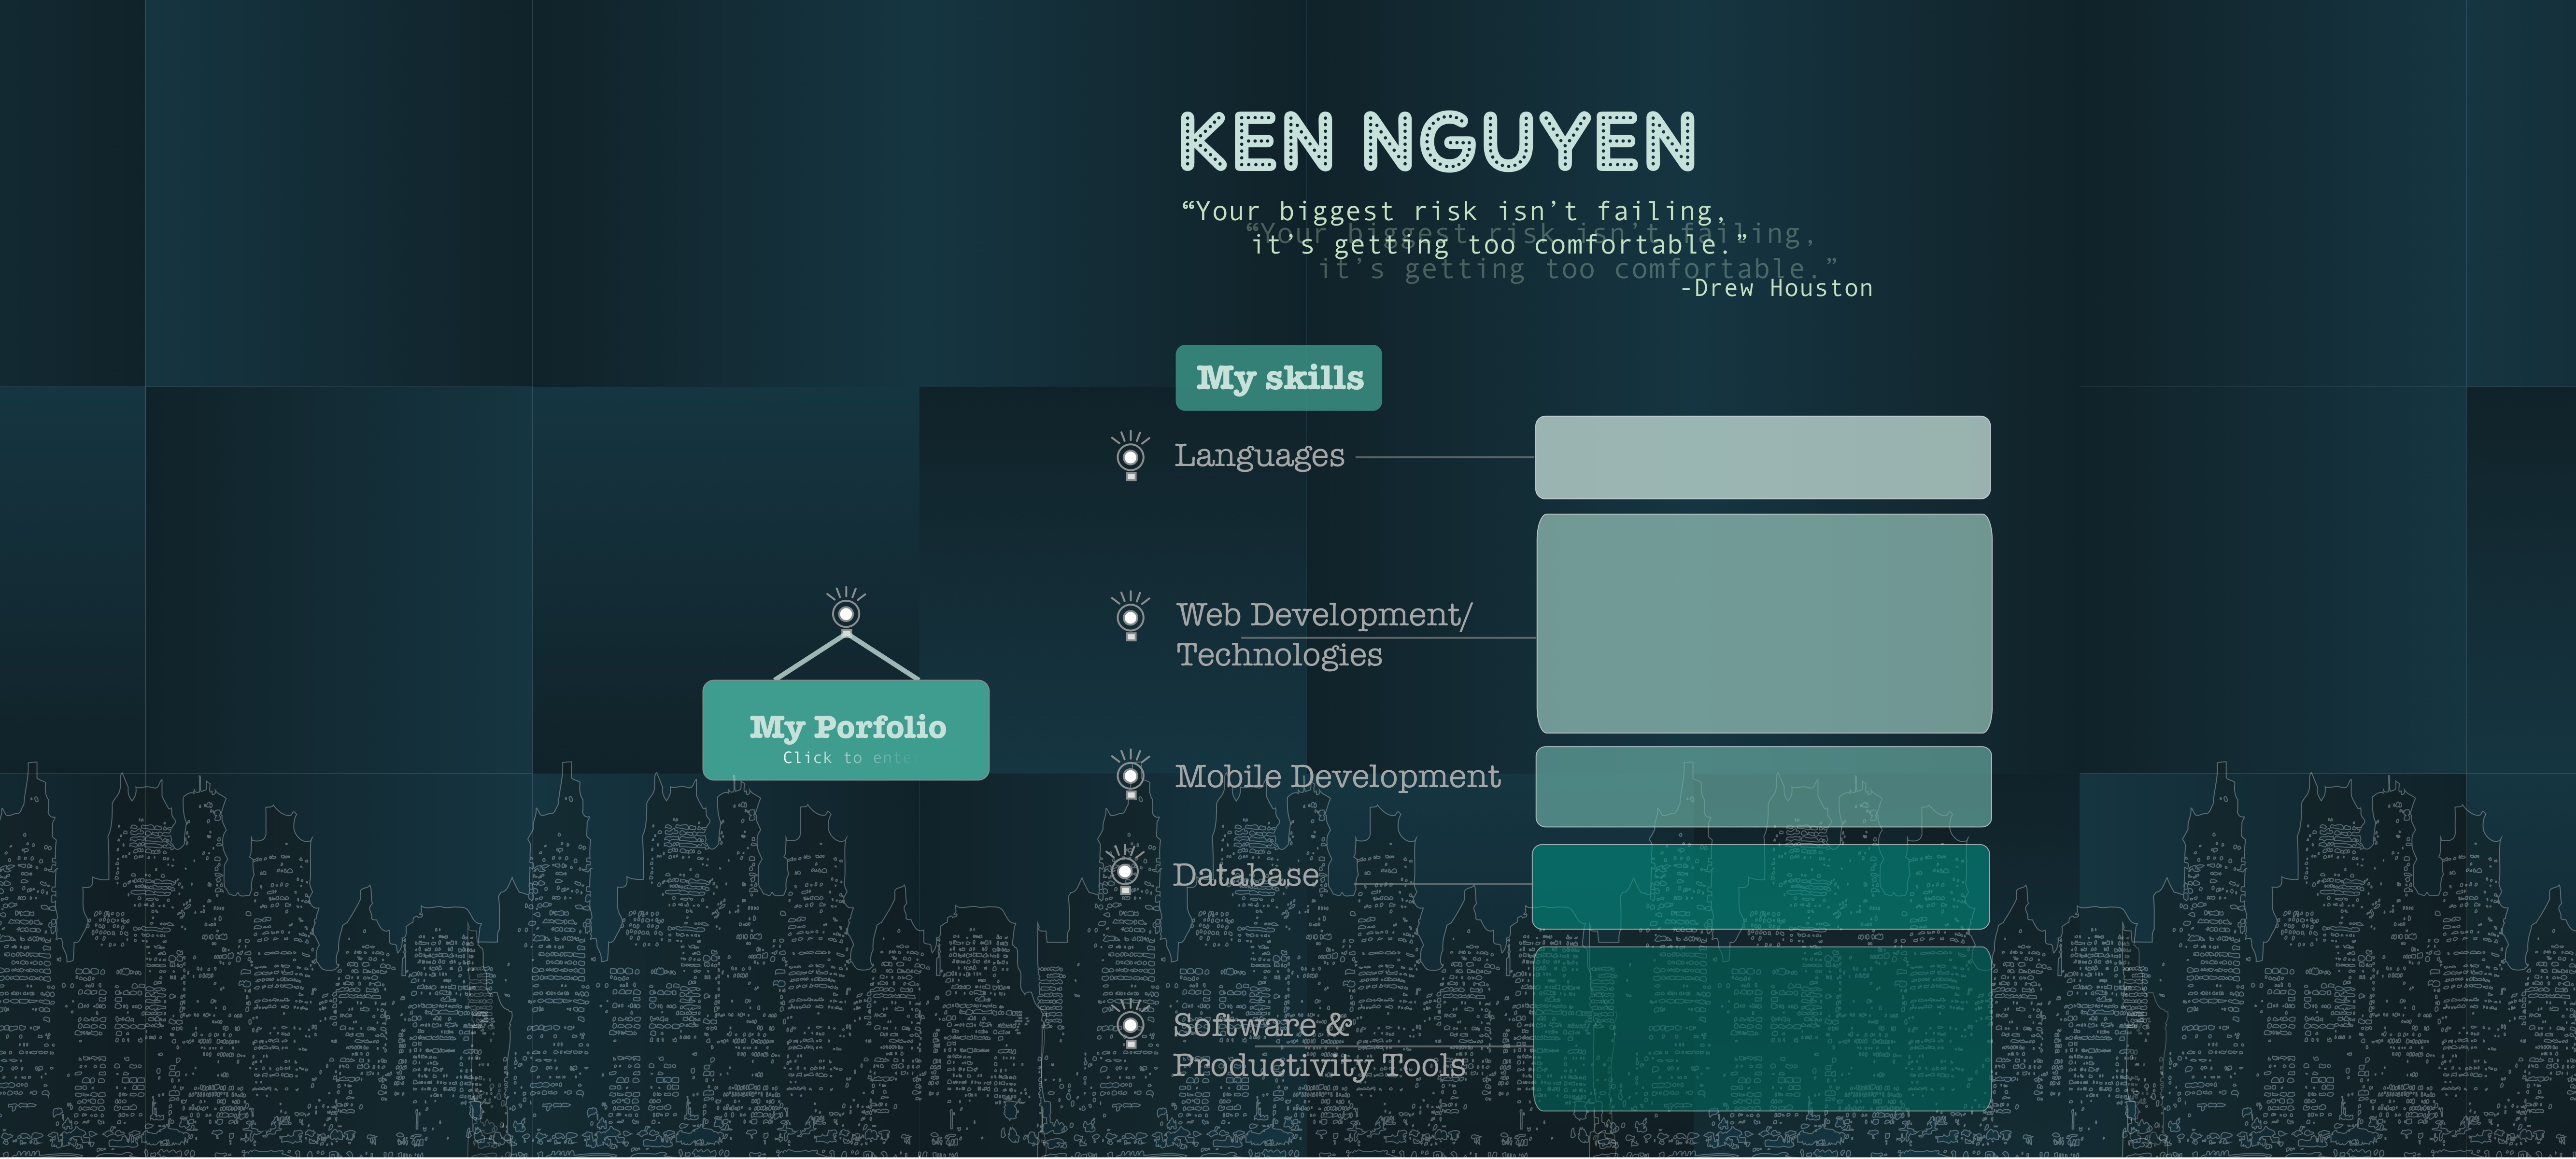 KEN NGUYEN
“Your biggest risk isn’t failing,
“Your biggest risk isn’t failing,
it’s getting too comfortable.”
it’s getting too comfortable.”
-Drew Houston
My skills
Languages
Web Development/
Technologies
My Porfolio
Click to ente
Mobile Development
Database
Software &
Productivity Tools